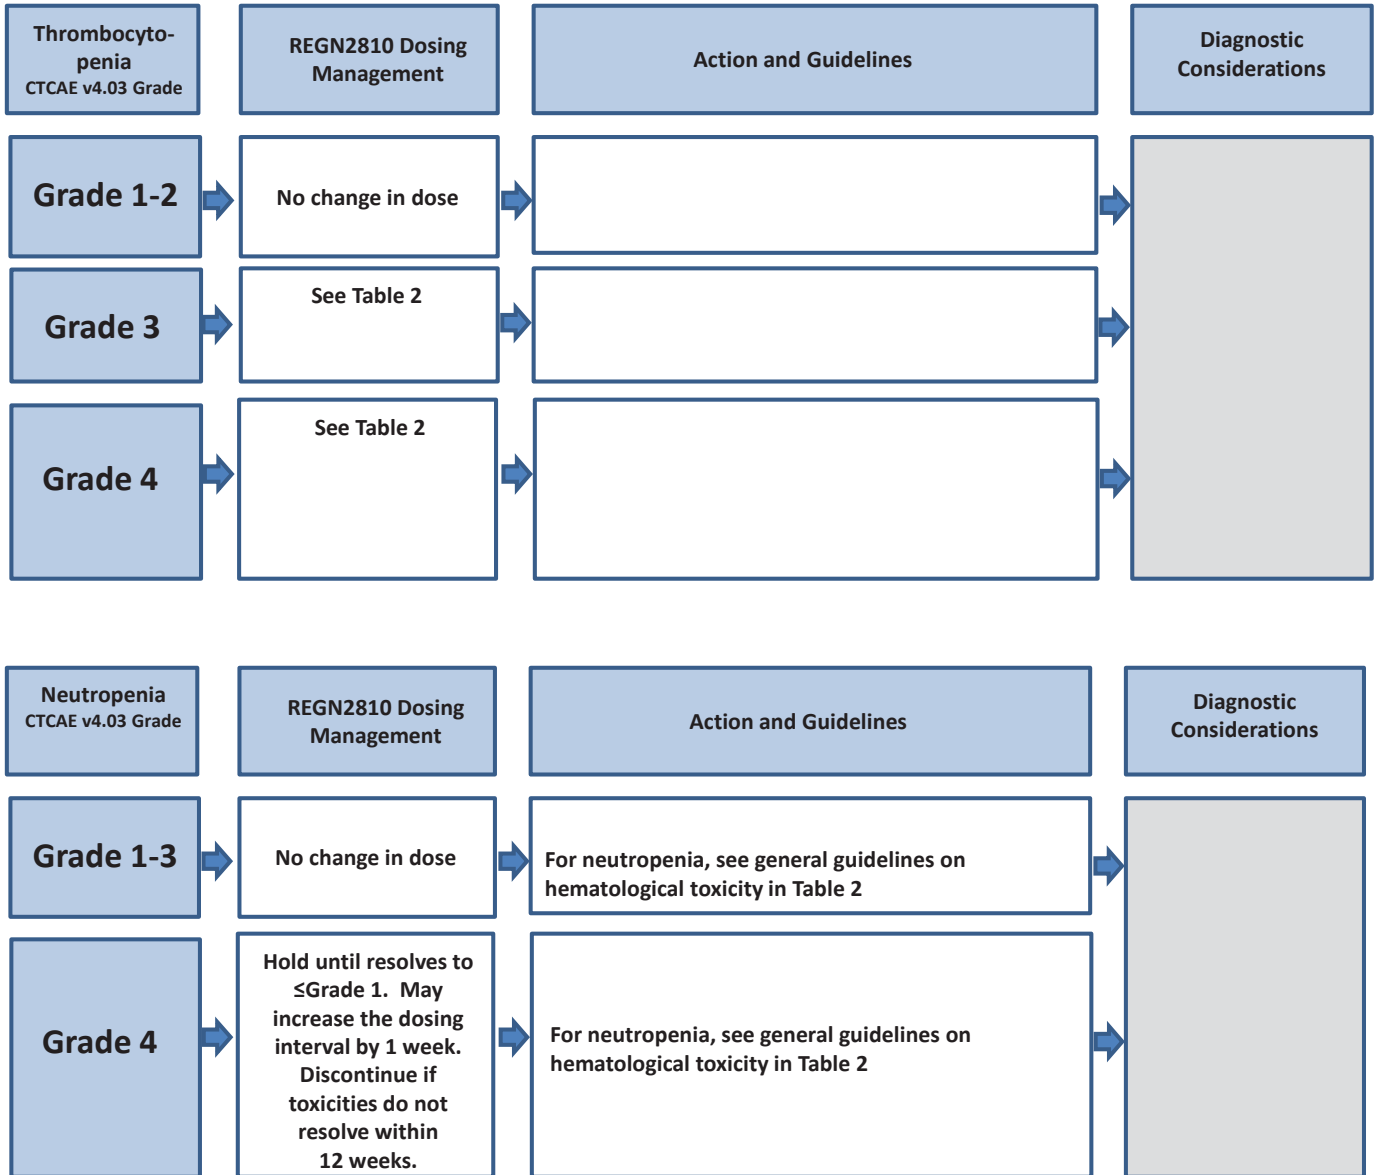 Thrombocyto-
penia
CTCAE v4.03 Grade
REGN2810 Dosing
Management
Action and Guidelines
Diagnostic
Considerations
Grade 1-2
No change in dose
Grade 3
See Table 2
Grade 4
See Table 2
Neutropenia
CTCAE v4.03 Grade
REGN2810 Dosing
Management
Action and Guidelines
Diagnostic
Considerations
Grade 1-3
No change in dose
For neutropenia, see general guidelines on
hematological toxicity in Table 2
Grade 4
Hold until resolves to
≤Grade 1.  May
increase the dosing
interval by 1 week.
Discontinue if
toxicities do not
resolve within
12 weeks.
For neutropenia, see general guidelines on
hematological toxicity in Table 2